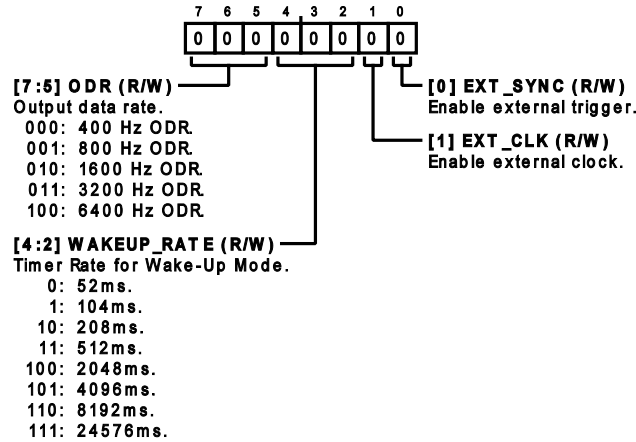 7 6 5 4 3 2 1 0
0 0 0 0 0 0 0 0
[7:5] ODR (R/W)
Output data rate.
000: 400 Hz ODR.
001: 800 Hz ODR.
010: 1600 Hz ODR.
011: 3200 Hz ODR.
100: 6400 Hz ODR.
[4:2] WAKEUP_RATE (R/W)
Timer Rate for Wake-Up Mode.
0: 52ms.
1: 104ms.
10: 208ms.
11: 512ms.
100: 2048ms.
101: 4096ms.
110: 8192ms.
111: 24576ms.
[0] EXT_SYNC (R/W)
Enable external trigger.
[1] EXT_CLK (R/W)
Enable external clock.